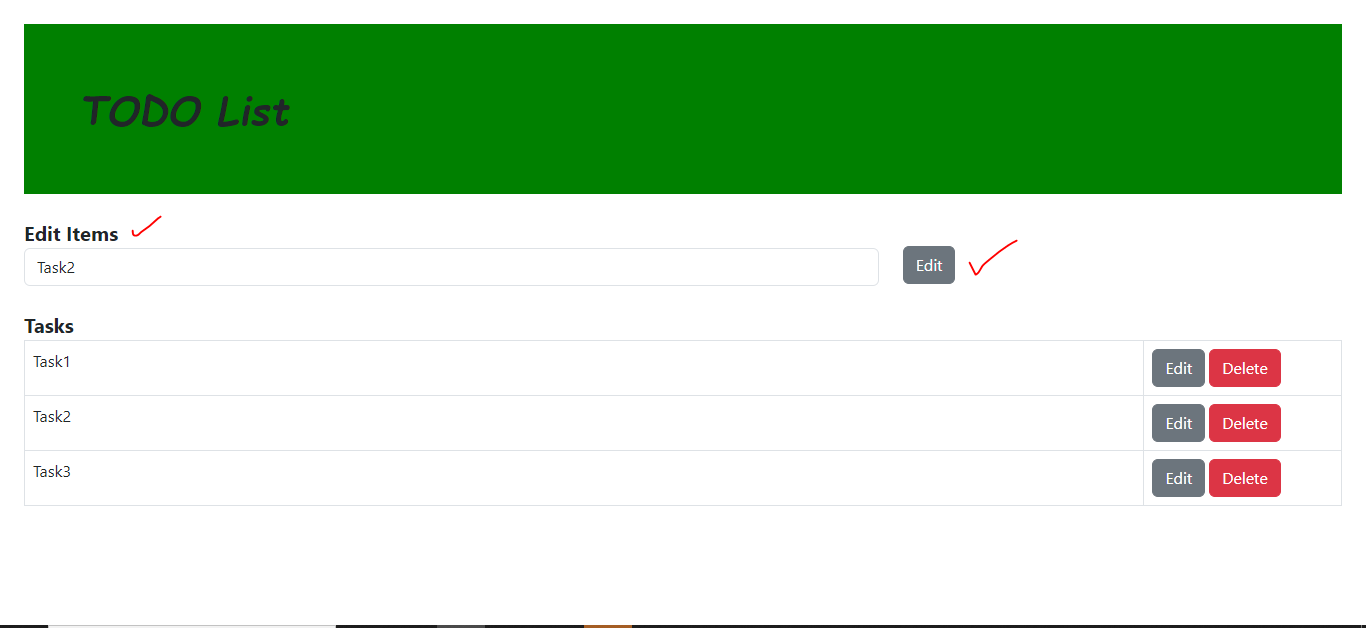 TODO List
Edit Items
Task2 Edit
Tasks
Task1 Edit Delete
Task2 Edit Delete
Task3 Edit Delete